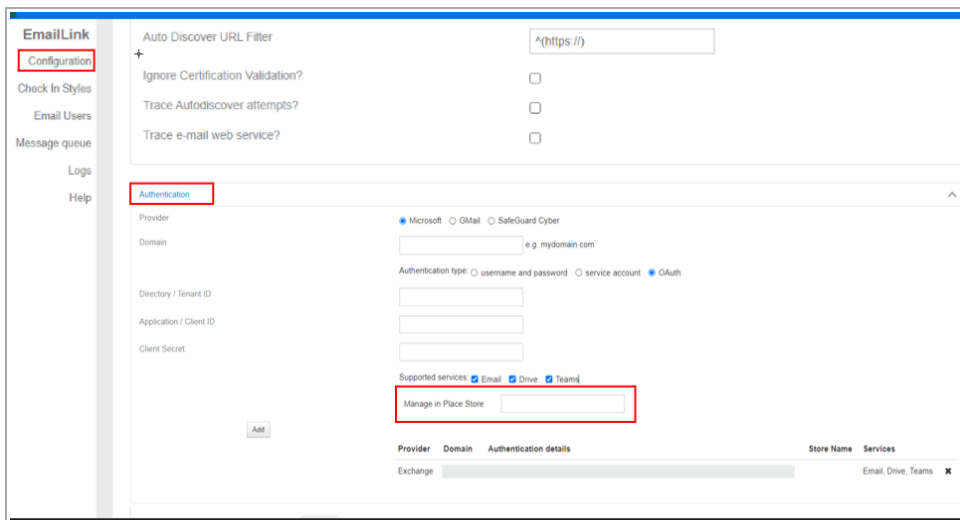 EmailLink
Configuration
Check In Styles
Email Users
Message queue
Logs
Help
Auto Discover URL Filter ^(https://)
Ignore Certification Validation?
Trace Autodiscover attempts?
Trace e-mail web service?
Authentication
Provider Microsoft GMail SafeGuard Cyber
Domain e.g. mydomain.com
Authentication type: username and password service account OAuth
Directory / Tenant ID
Application / Client ID
Client Secret
Supported services: Email Drive Teams
Manage in Place Store
Add
Provider Domain Authentication details Store Name Services
Exchange Email, Drive, Teams